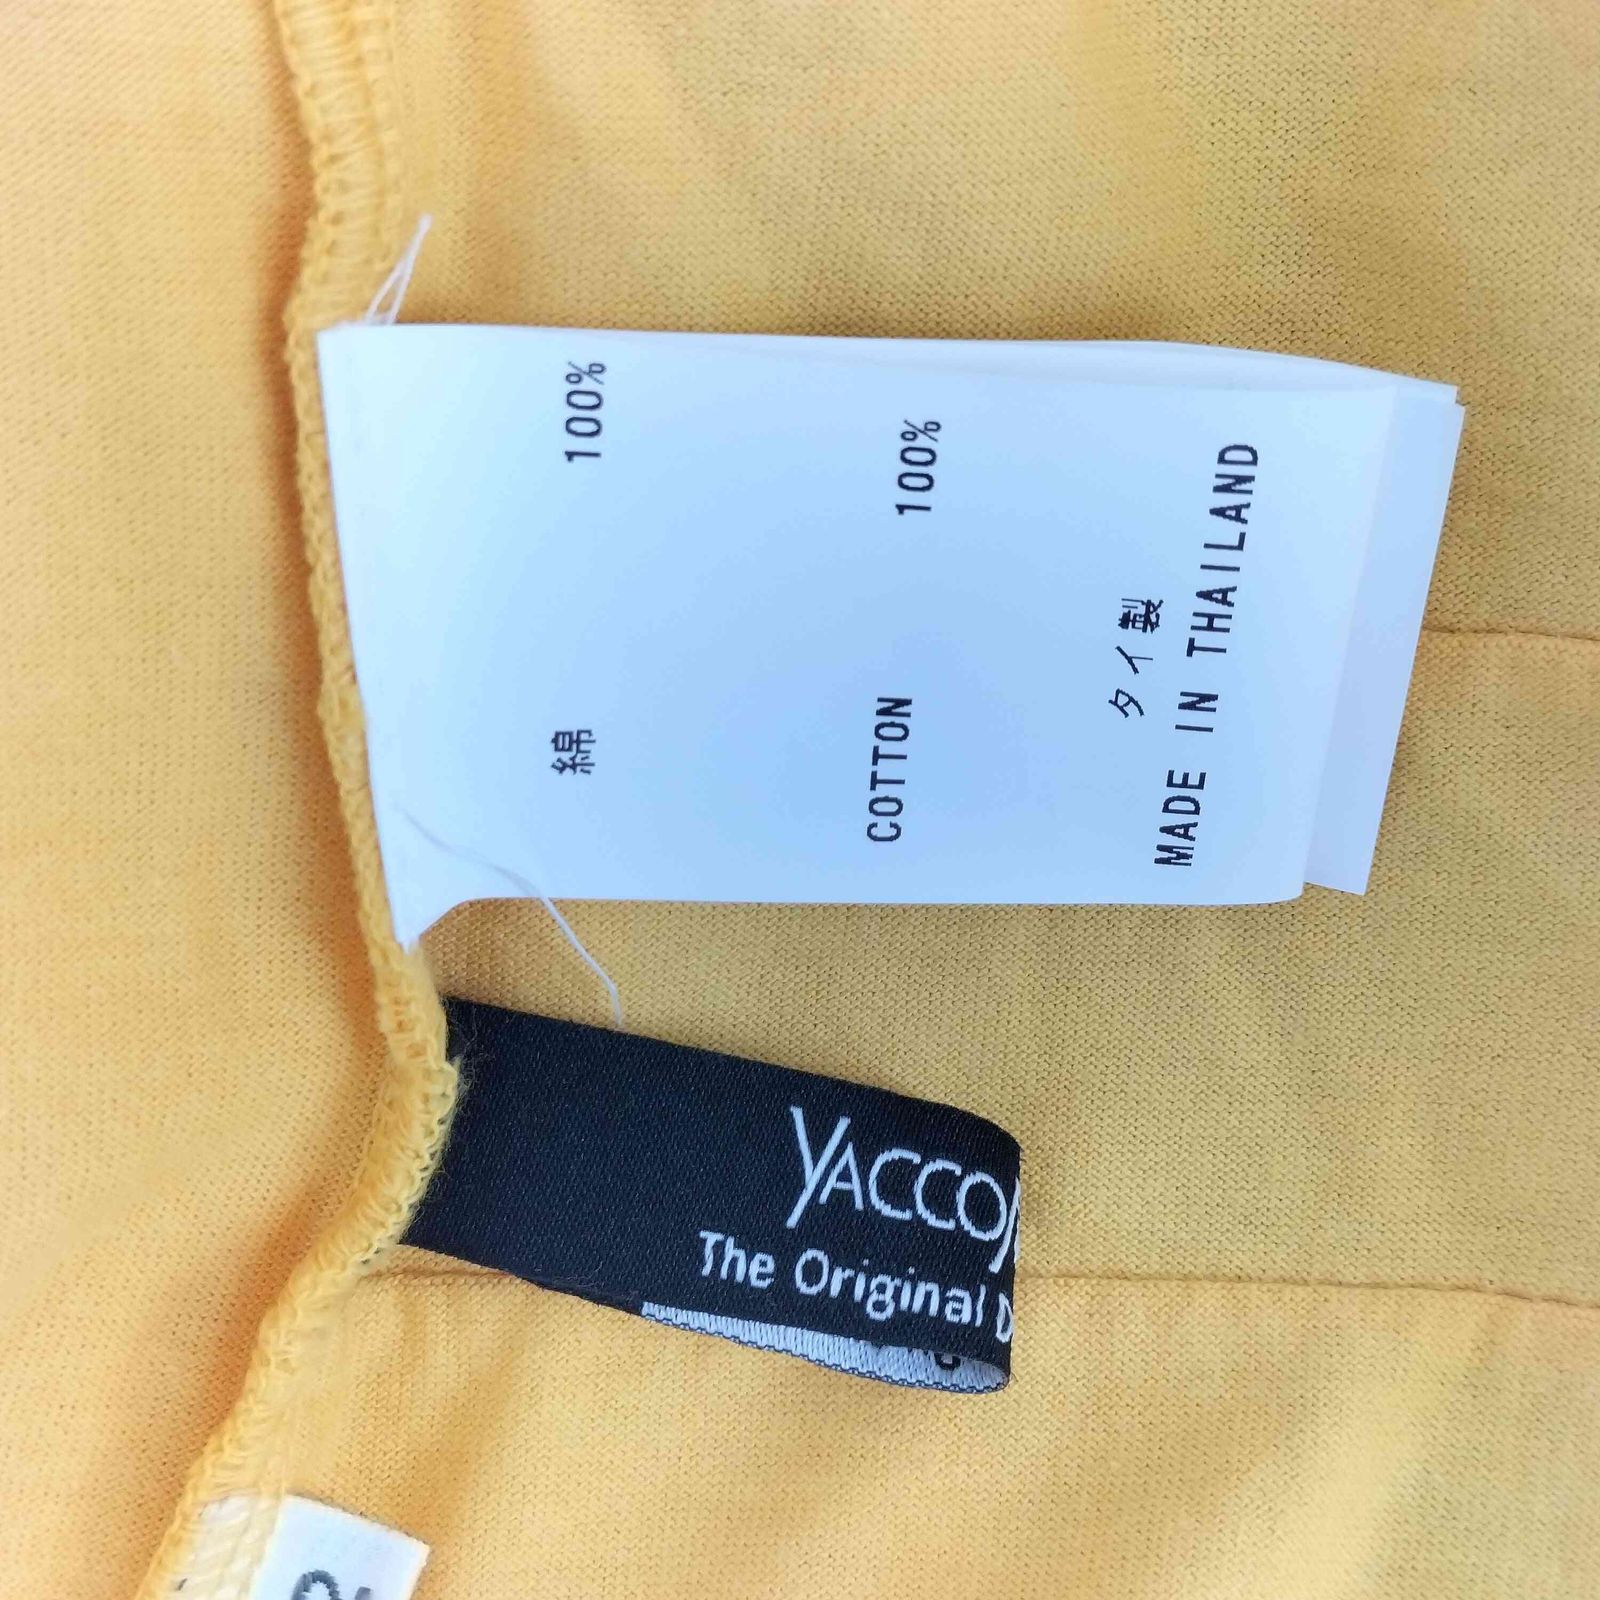 綿 100%
COTTON 100%
タイ製
MADE IN THAILAND
YACCO
The Original D